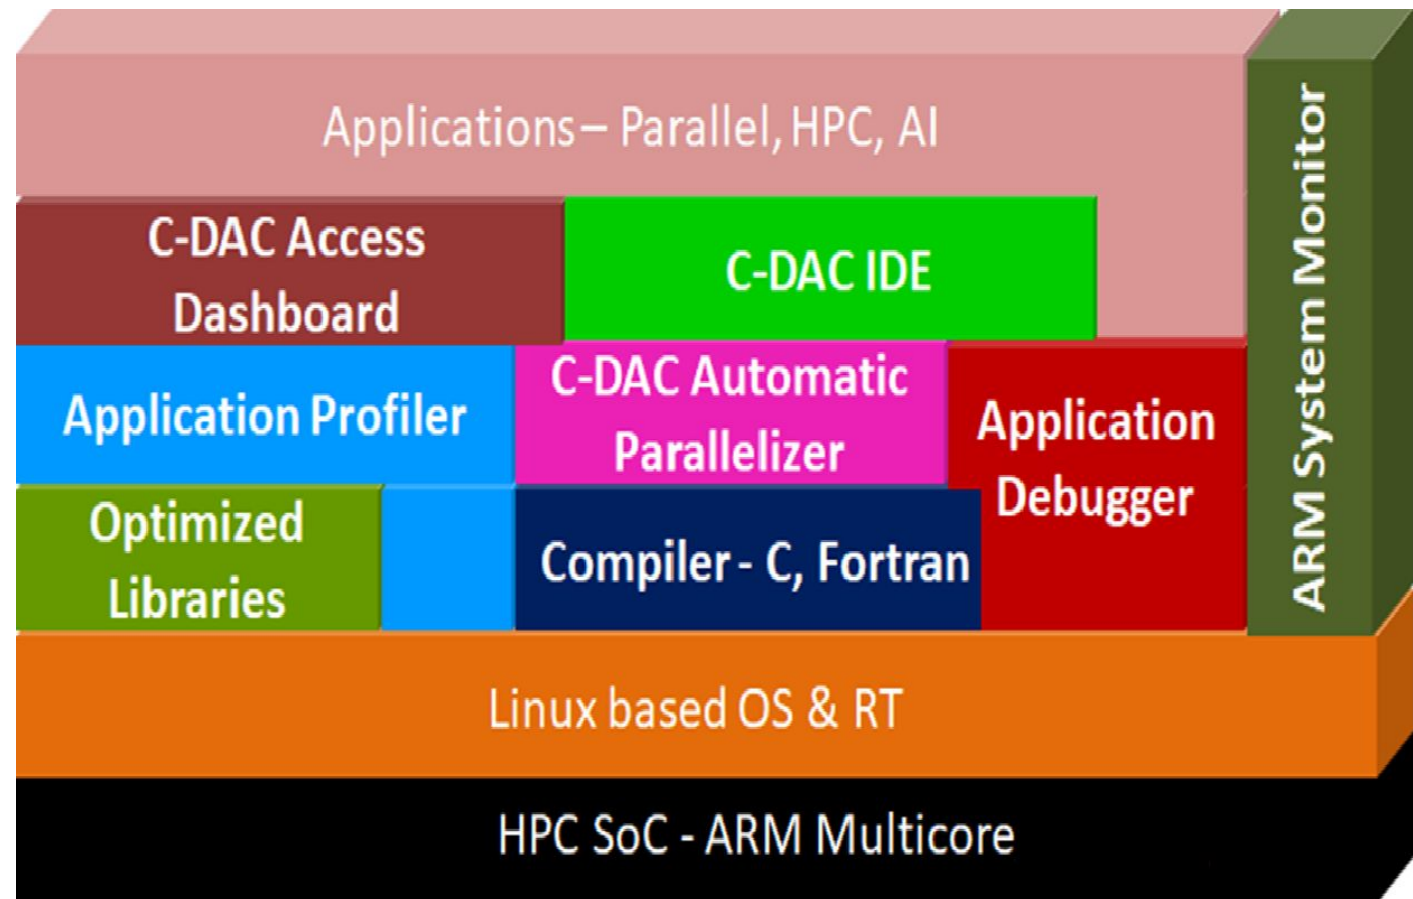 Applications – Parallel, HPC, AI
C-DAC Access
Dashboard
C-DAC IDE
Application Profiler
C-DAC Automatic
Parallelizer
Application
Debugger
Optimized
Libraries
Compiler - C, Fortran
ARM System Monitor
Linux based OS & RT
HPC SoC - ARM Multicore